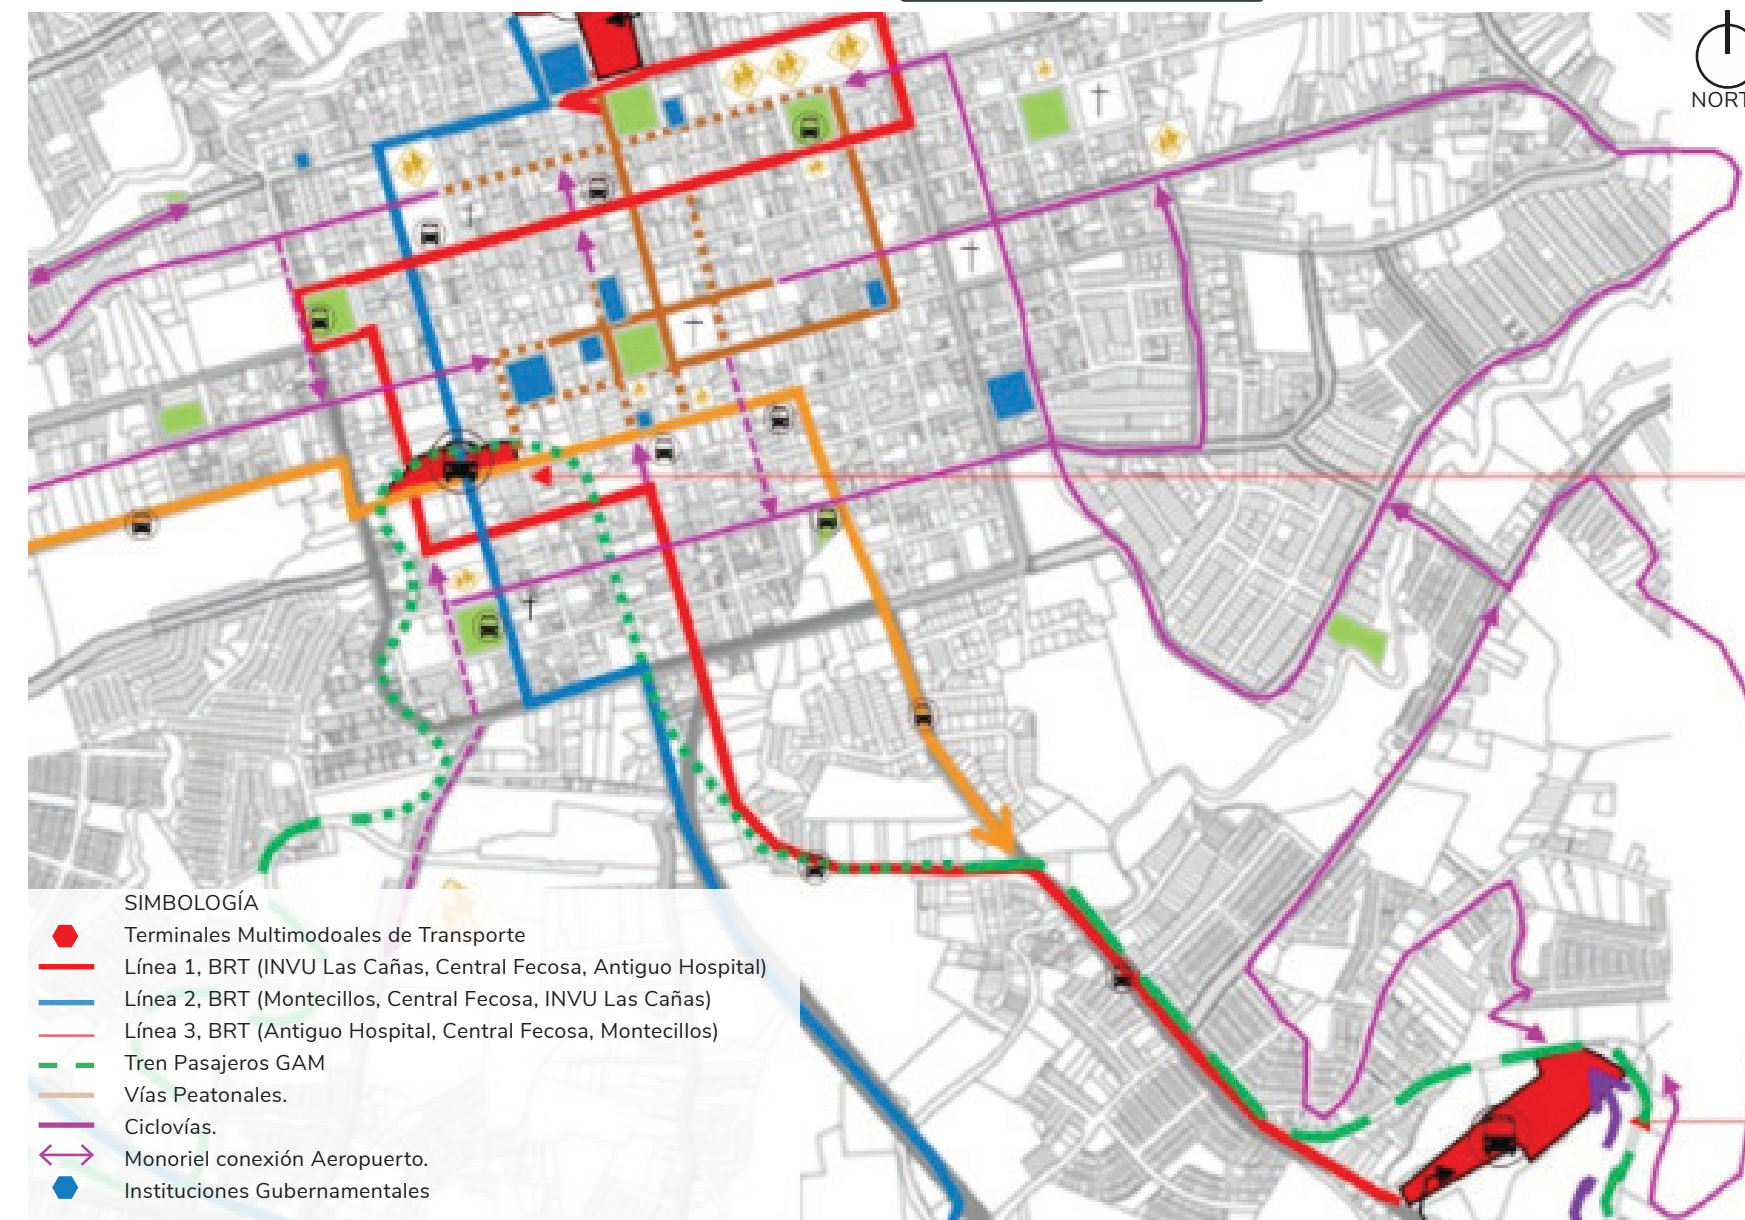 NORT
SIMBOLOGÍA
Terminales Multimodoales de Transporte
Línea 1, BRT (INVU Las Cañas, Central Fecosa, Antiguo Hospital)
Línea 2, BRT (Montecillos, Central Fecosa, INVU Las Cañas)
Línea 3, BRT (Antiguo Hospital, Central Fecosa, Montecillos)
Tren Pasajeros GAM
Vías Peatonales.
Ciclovías.
Monoriel conexión Aeropuerto.
Instituciones Gubernamentales